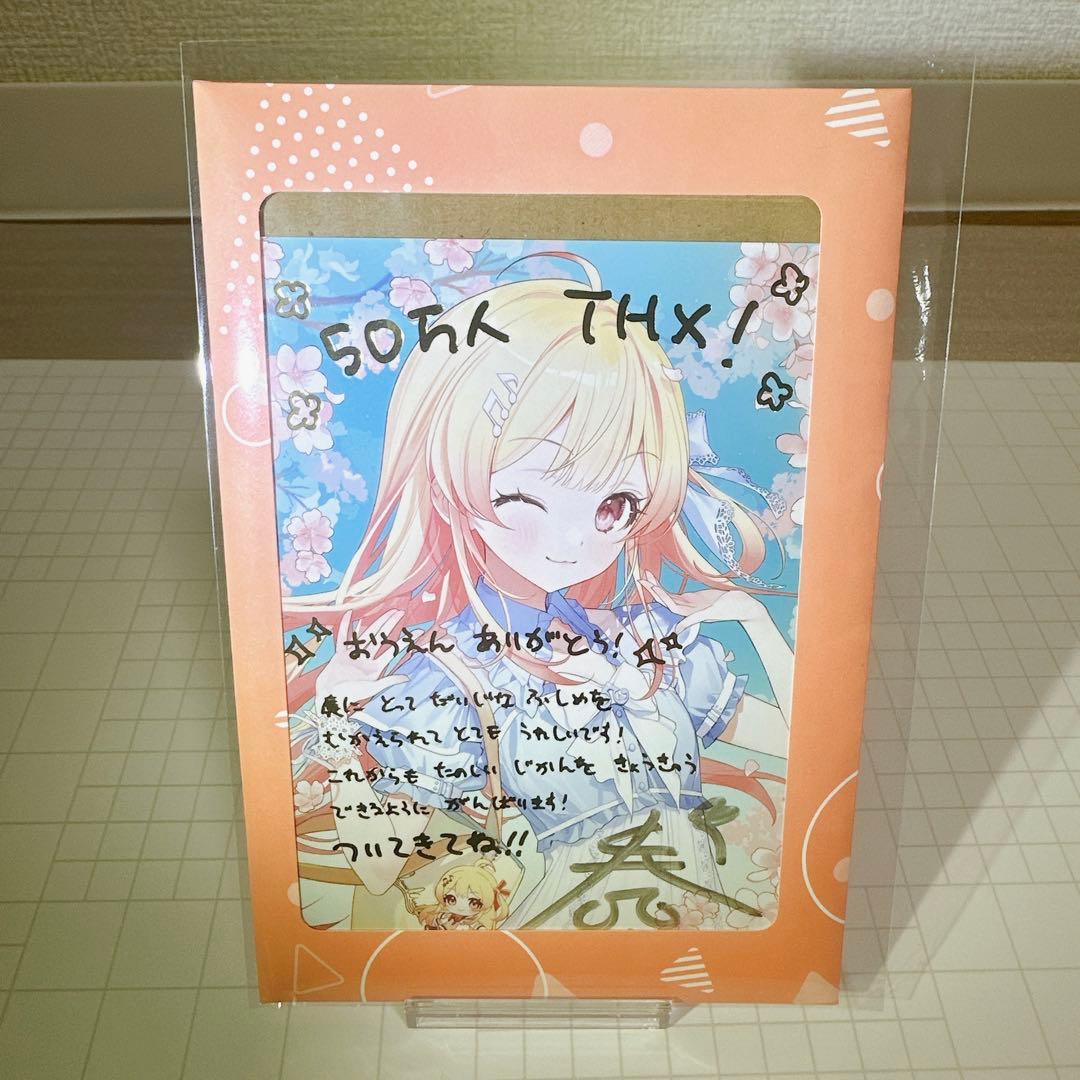 50万人 THX!
おうえん ありがとう!
奏に とって だいじな ふしめを
むかえられて とても うれしいです!
これからも たのしい じかんを きょうきゅう
できるように がんばります!
ついてきてね!!
奏